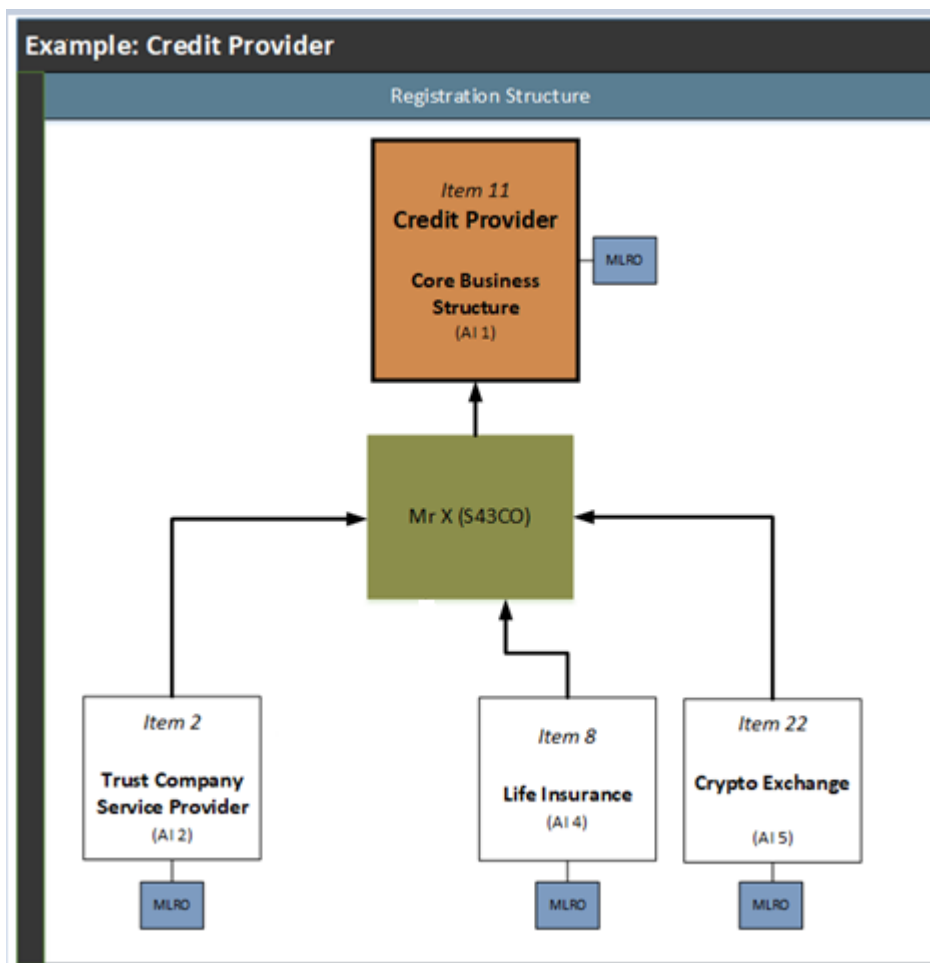 Example: Credit Provider
Registration Structure
Item 11
Credit Provider
Core Business
Structure
(AI 1)
MLRO
Mr X (S43CO)
Item 2
Trust Company
Service Provider
(AI 2)
MLRO
Item 8
Life Insurance
(AI 4)
MLRO
Item 22
Crypto Exchange
(AI 5)
MLRO